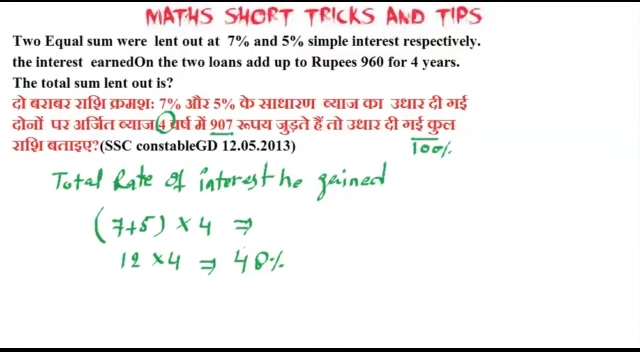 MATHS SHORT TRICKS AND TIPS
Two Equal sum were lent out at 7% and 5% simple interest respectively.
the interest earnedOn the two loans add up to Rupees 960 for 4 years.
The total sum lent out is?
दो बराबर राशि क्रमश: 7% और 5% के साधारण ब्याज का उधार दी गई
दोनों पर अर्जित ब्याज 4 वर्ष में 907 रूपय जुड़ते हैं तो उधार दी गई कुल
राशि बताइए?(SSC constableGD 12.05.2013)
100%
Total Rate of interest he gained
(7+5) × 4 ⇒
12 × 4 ⇒ 48%